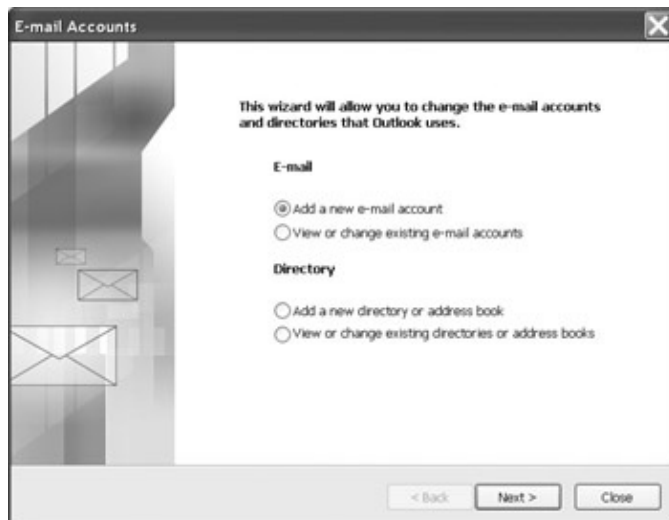 E-mail Accounts
This wizard will allow you to change the e-mail accounts
and directories that Outlook uses.
E-mail
Add a new e-mail account
View or change existing e-mail accounts
Directory
Add a new directory or address book
View or change existing directories or address books
< Back Next > Close